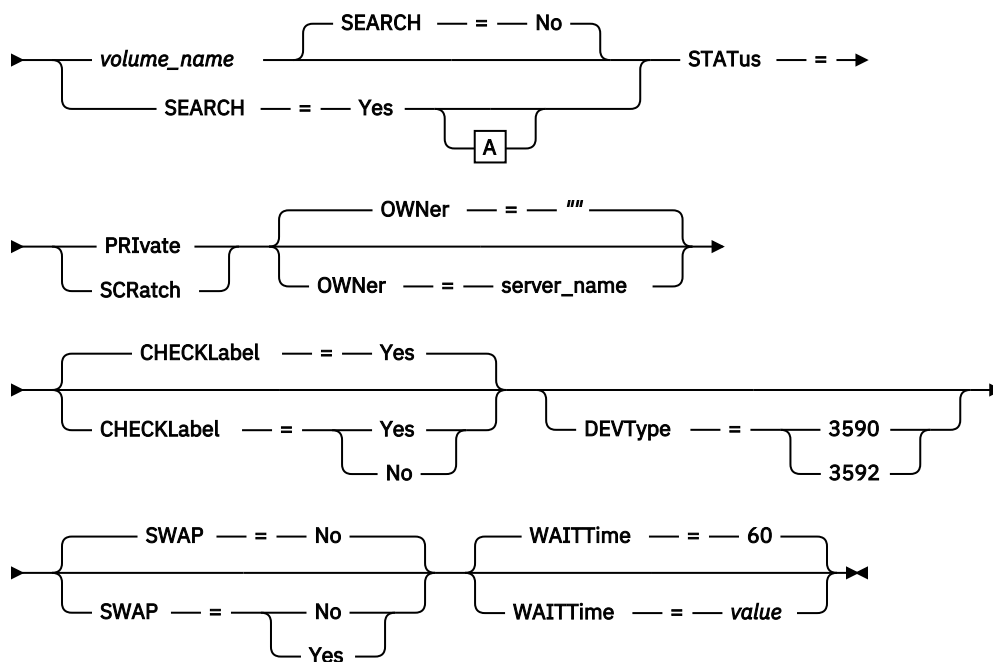 SEARCH = No
volume_name STATus =
SEARCH = Yes
A
OWNer = ""
PRIvate
SCRatch OWNer = server_name
CHECKLabel = Yes
CHECKLabel = Yes DEVType = 3590
No 3592
SWAP = No WAITTime = 60
SWAP = No WAITTime = value
Yes